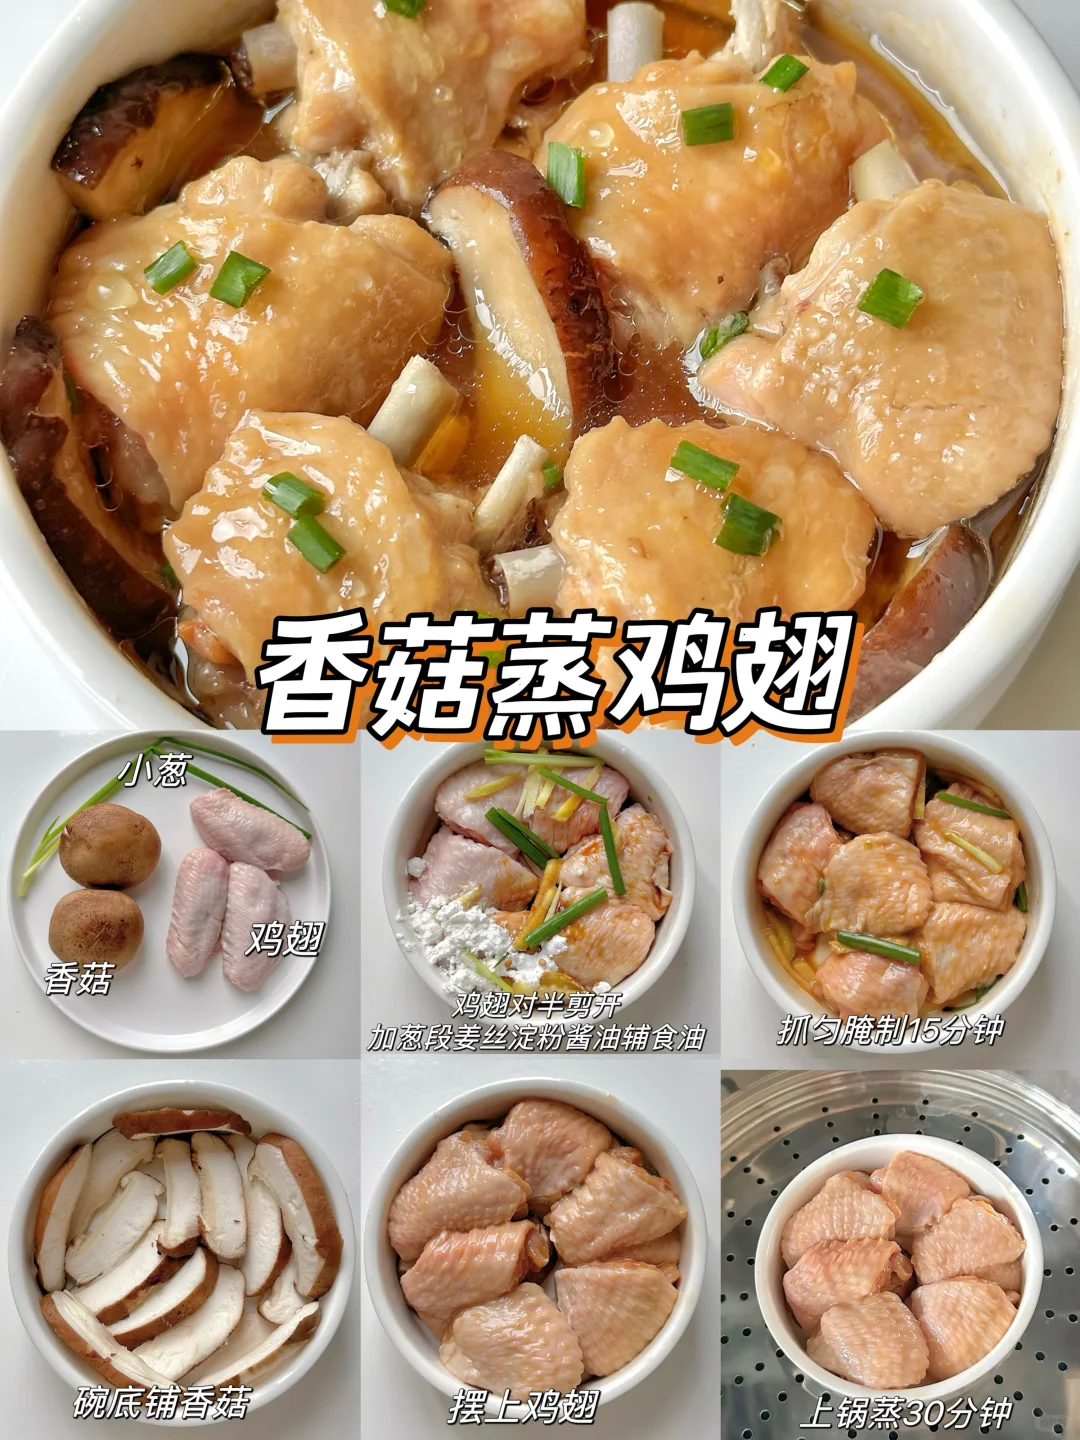 香菇蒸鸡翅
小葱
鸡翅
香菇
鸡翅对半剪开
加葱段姜丝淀粉酱油辅食油
抓匀腌制15分钟
碗底铺香菇
摆上鸡翅
上锅蒸30分钟